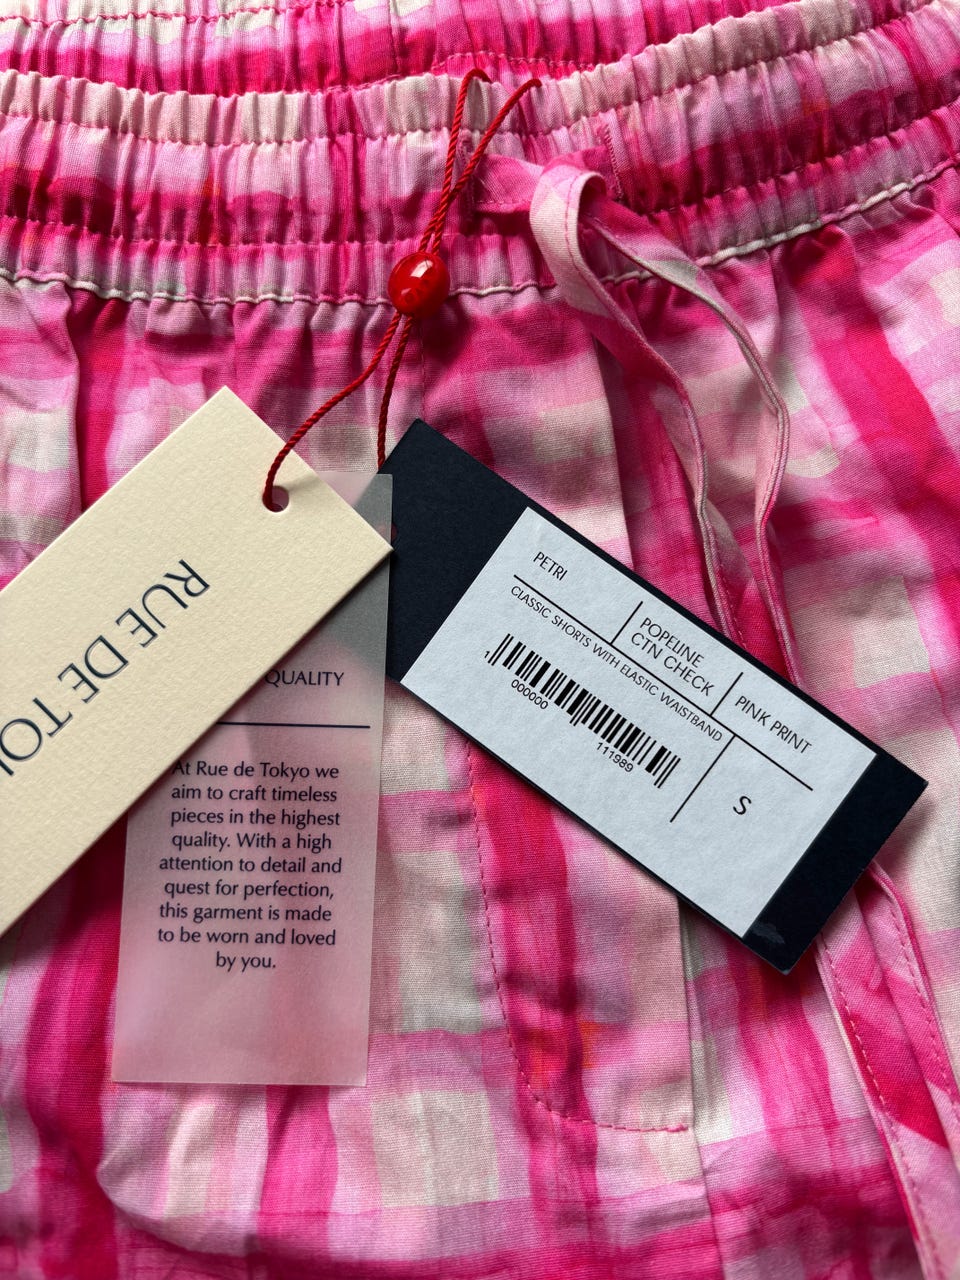 RUE DE TO
QUALITY
At Rue de Tokyo we
aim to craft timeless
pieces in the highest
quality. With a high
attention to detail and
quest for perfection,
this garment is made
to be worn and loved
by you.
PETRI
POPELINE
CTN CHECK
PINK PRINT
CLASSIC SHORTS WITH ELASTIC WAISTBAND
1
000000
111989
S